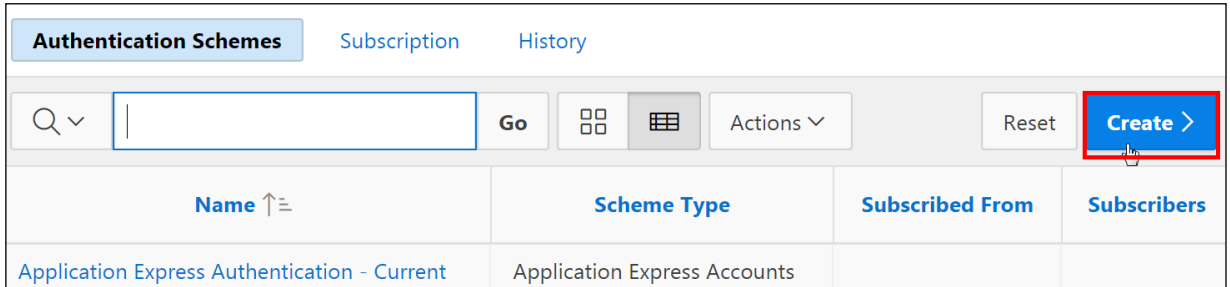 Authentication Schemes Subscription History
Go Actions Reset Create
Name Scheme Type Subscribed From Subscribers
Application Express Authentication - Current Application Express Accounts